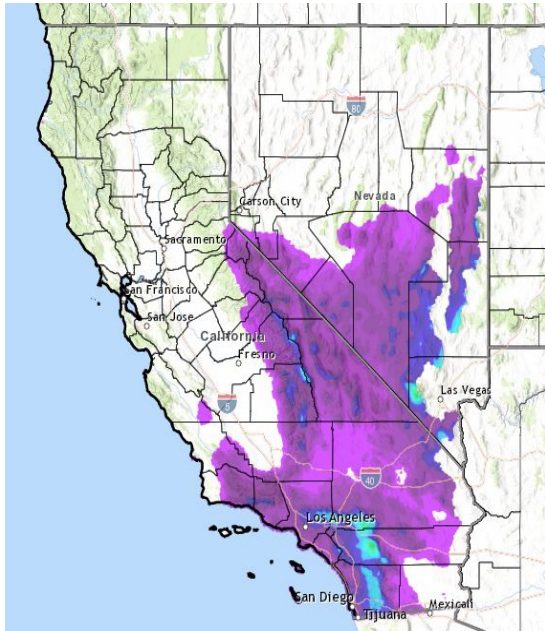 80
Carson City
Nevada
Sacramento
San Francisco
San Jose
California
Fresno
5
Las Vegas
40
Los Angeles
San Diego
Tijuana
Mexicali